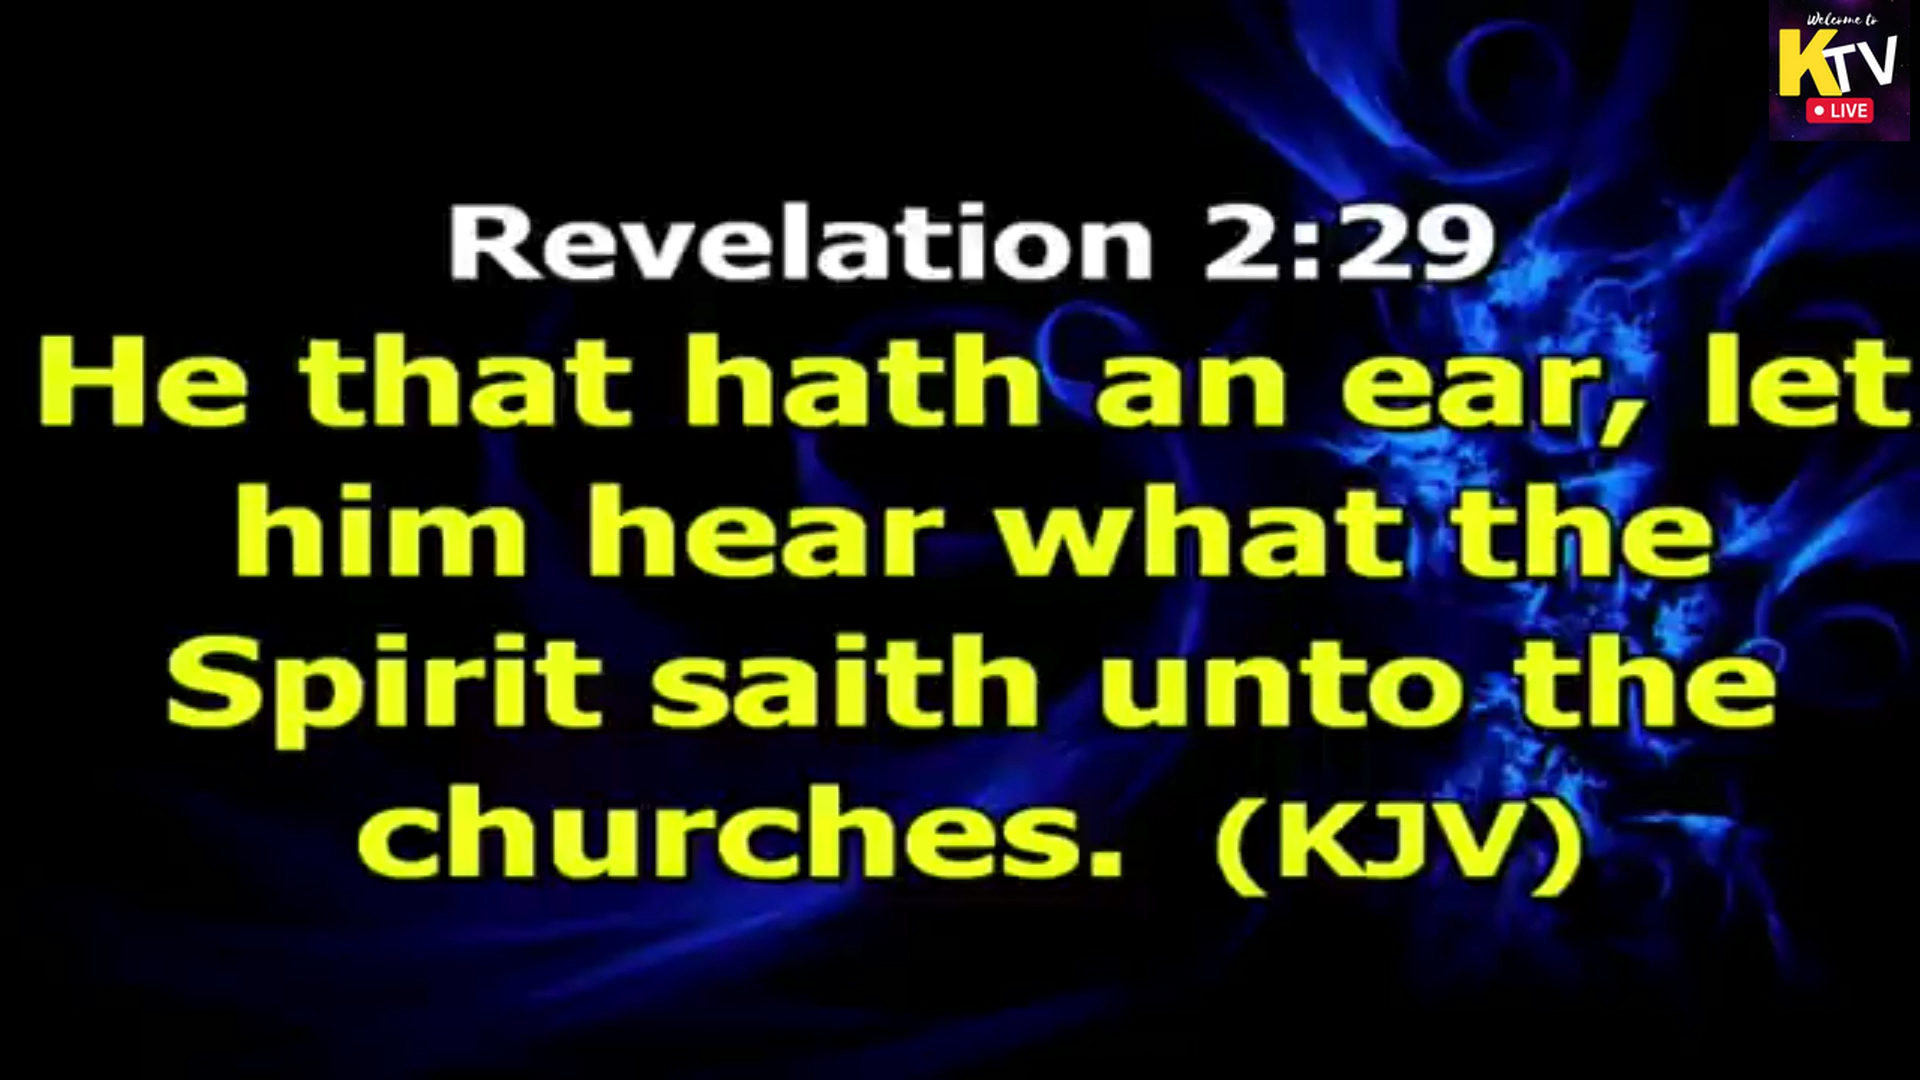 Welcome to
KTV
LIVE
Revelation 2:29
He that hath an ear, let
him hear what the
Spirit saith unto the
churches. (KJV)